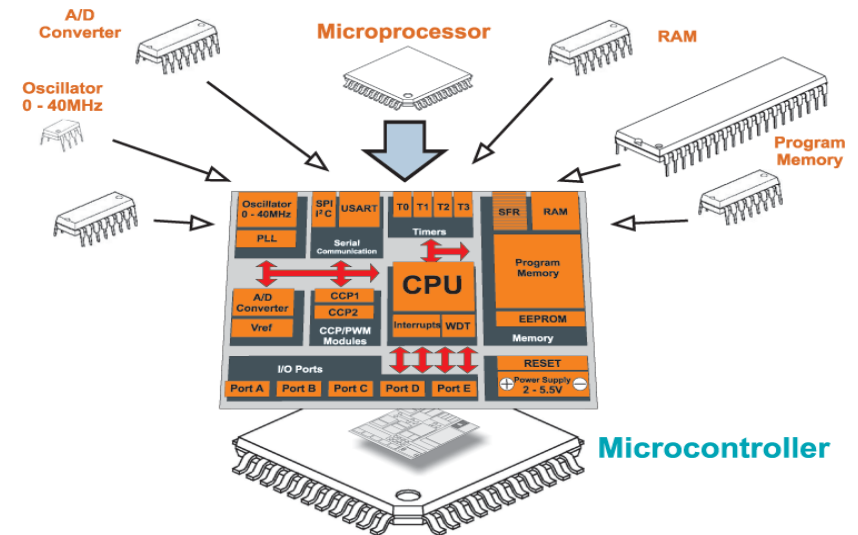 A/D
Converter
Microprocessor
RAM
Oscillator
0 - 40MHz
Program
Memory
Oscillator
0 - 40MHz
PLL
SPI
I²C
USART
Serial
Communication
T0 T1 T2 T3
Timers
SFR
RAM
Program
Memory
EEPROM
Memory
A/D
Converter
Vref
CCP1
CCP2
CCP/PWM
Modules
CPU
Interrupts
WDT
I/O Ports
Port A Port B Port C Port D Port E
RESET
+ Power Supply −
2 - 5.5V
Microcontroller